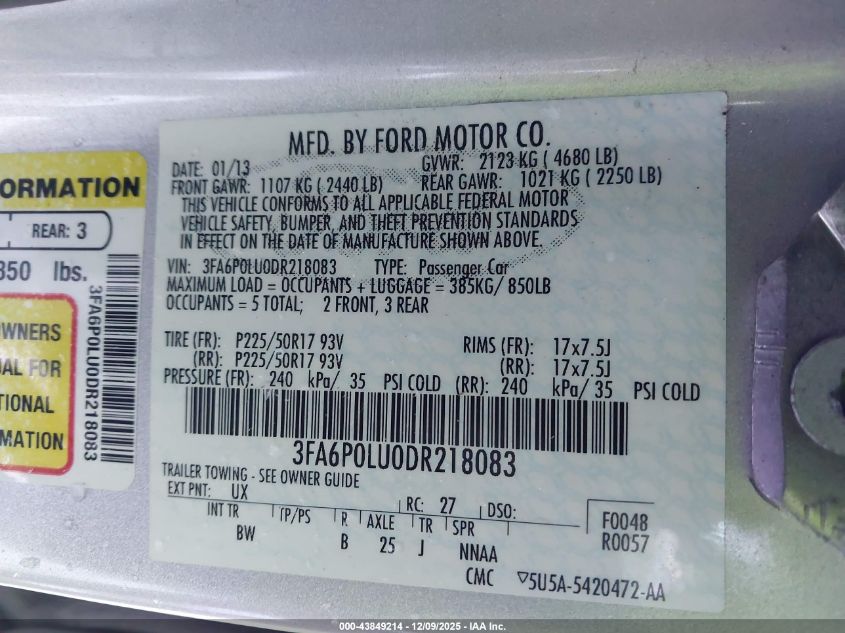 ORMATION
REAR: 3
850 lbs.
OWNERS
AL FOR
TIONAL
MATION
3FA6P0LU0DR218083
MFD. BY FORD MOTOR CO.
DATE: 01/13 GVWR: 2123 KG ( 4680 LB)
FRONT GAWR: 1107 KG ( 2440 LB) REAR GAWR: 1021 KG ( 2250 LB)
THIS VEHICLE CONFORMS TO ALL APPLICABLE FEDERAL MOTOR
VEHICLE SAFETY, BUMPER, AND THEFT PREVENTION STANDARDS
IN EFFECT ON THE DATE OF MANUFACTURE SHOWN ABOVE.
VIN: 3FA6P0LU0DR218083 TYPE: Passenger Car
MAXIMUM LOAD = OCCUPANTS + LUGGAGE = 385KG/ 850LB
OCCUPANTS = 5 TOTAL; 2 FRONT, 3 REAR
TIRE (FR): P225/50R17 93V RIMS (FR): 17x7.5J
(RR): P225/50R17 93V (RR): 17x7.5J
PRESSURE (FR): 240 kPa/ 35 PSI COLD (RR): 240 kPa/ 35 PSI COLD
3FA6P0LU0DR218083
TRAILER TOWING - SEE OWNER GUIDE
EXT PNT: UX RC: 27 DSO:
INT TR TP/PS R AXLE TR SPR F0048
BW B 25 J NNAA R0057
CMC ▽5U5A-5420472-AA
000-43849214 - 12/09/2025 - IAA Inc.